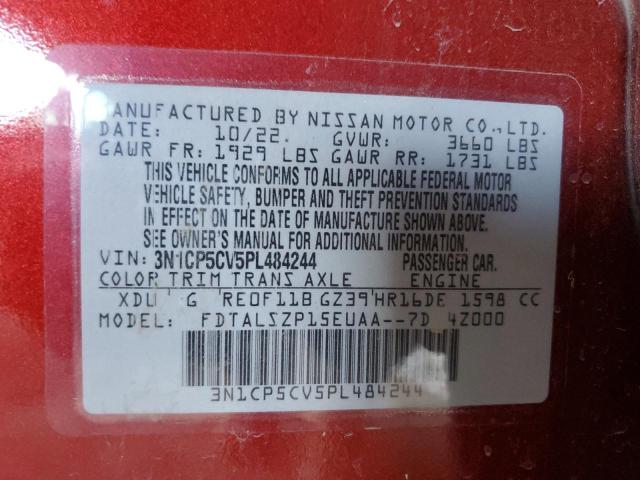 MANUFACTURED BY NISSAN MOTOR CO.,LTD.
DATE: 10/22. GVWR: 3660 LBS
GAWR FR: 1929 LBS GAWR RR: 1731 LBS
THIS VEHICLE CONFORMS TO ALL APPLICABLE FEDERAL MOTOR
VEHICLE SAFETY, BUMPER AND THEFT PREVENTION STANDARDS
IN EFFECT ON THE DATE OF MANUFACTURE SHOWN ABOVE.
SEE OWNER'S MANUAL FOR ADDITIONAL INFORMATION.
VIN: 3N1CP5CV5PL484244 PASSENGER CAR.
COLOR TRIM TRANS AXLE ENGINE
XDU G RE0F11B GZ39 HR16DE 1598 CC
MODEL: FDTALSZP15EUAA--7D 4Z000
3N1CP5CV5PL484244